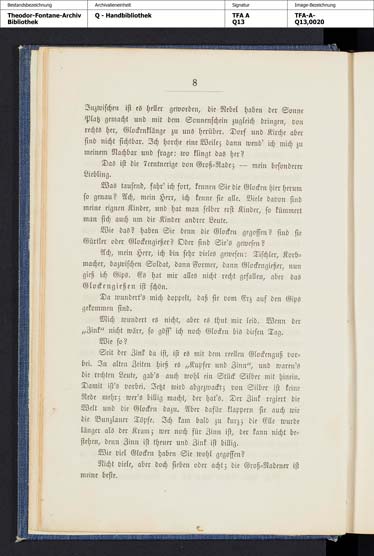 Bestandsbezeichnung
Archivalieneinheit
Signatur
Image-Bezeichnung
Theodor-Fontane-Archiv
Bibliothek
Q - Handbibliothek
TFA A
Q13
TFA-A-
Q13,0020
8
Inzwischen ist es heller geworden, die Nebel haben der Sonne
Platz gemacht und mit dem Sonnenschein zugleich dringen, von
rechts her, Glockenklänge zu uns herüber. Dorf und Kirche aber
sind nicht sichtbar. Ich horche eine Weile; dann wend' ich mich zu
meinem Nachbar und frage: wo klingt das her?
Das ist die Teentwerige von Groß-Rade; — mein besonderer
Liebling.
Was tausend, fahr' ich fort, kennen Sie die Glocken hier herum
so genau? Ach, mein Herr, ich kenne sie alle. Viele davon sind
meine eignen Kinder, und hat man selber erst Kinder, so kümmert
man sich auch um die Kinder andrer Leute.
Wie das? haben Sie denn die Glocken gegossen? sind sie
Gürtler oder Glockengießer? Oder sind Sie's gewesen?
Ach, mein Herr, ich bin sehr vieles gewesen: Tischler, Korb-
macher, dazwischen Soldat, dann Former, dann Glockengießer, nun
gieß ich Gips. Es hat mir alles nicht recht gefallen, aber das
Glockengießen ist schön.
Da wundert's mich doppelt, daß sie vom Erz auf den Gips
gekommen sind.
Mich wundert es nicht, aber es thut mir leid. Wenn der
„Zink“ nicht wär, so göss' ich noch Glocken bis diesen Tag.
Wie so?
Seit der Zink da ist, ist es mit dem reellen Glockenguß vor-
bei. In alten Zeiten hieß es „Kupfer und Zinn“, und waren's
die rechten Leute, gab's auch wohl ein Stück Silber mit hinein.
Damit ist's vorbei. Jetzt wird abgezwackt; von Silber ist keine
Rede mehr; wer's billig macht, der hat's. Der Zink regiert die
Welt und die Glocken dazu. Aber dafür klappern sie auch wie
die Bunzlauer Töpfe. Ich kam bald zu kurz; die Elle wurde
länger als der Kram; wer noch für Zinn ist, der kann nicht be-
stehen, denn Zinn ist theuer und Zink ist billig.
Wie viel Glocken haben Sie wohl gegossen?
Nicht viele, aber doch sieben oder acht; die Groß-Radener ist
meine beste.